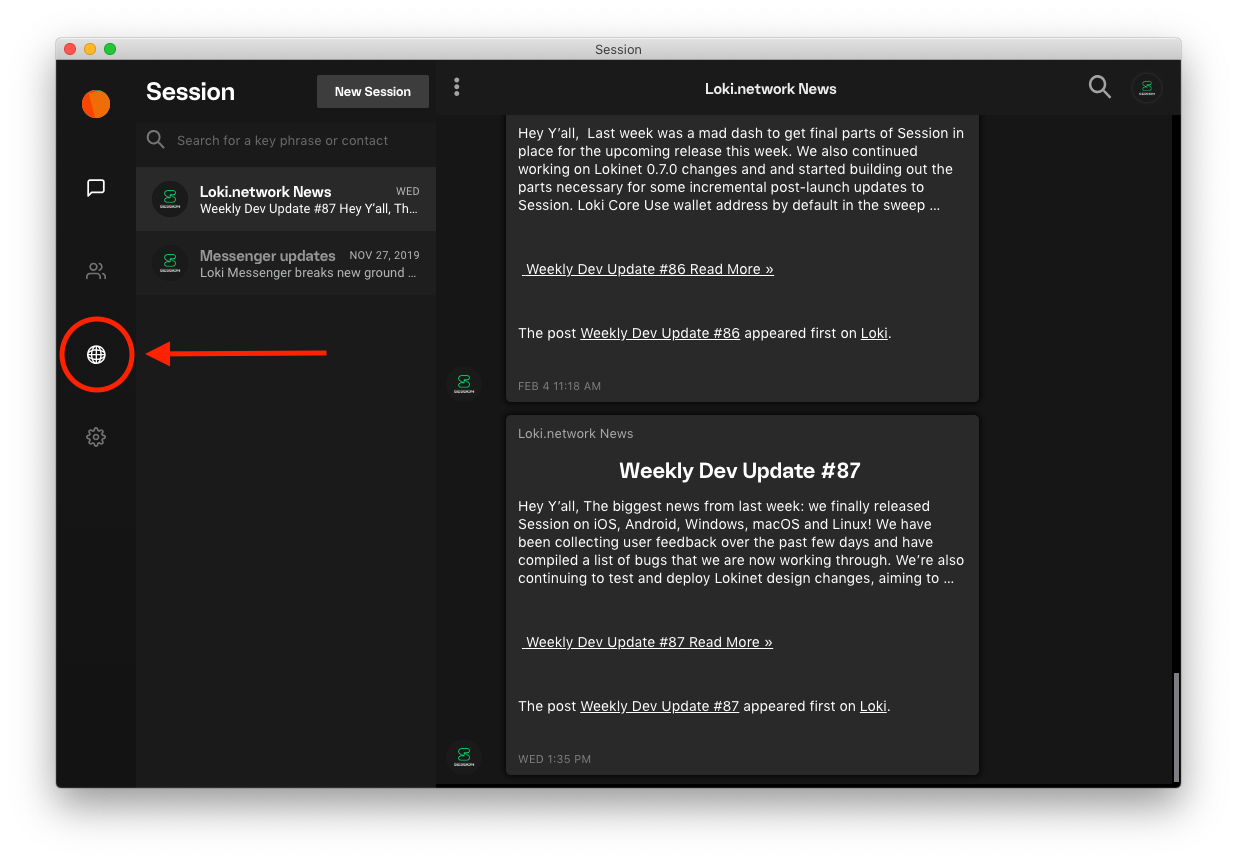 Session
Session
New Session
Search for a key phrase or contact
Loki.network News WED
Weekly Dev Update #87 Hey Y'all, Th...
Messenger updates NOV 27, 2019
Loki Messenger breaks new ground ...
Loki.network News
Hey Y'all,  Last week was a mad dash to get final parts of Session in
place for the upcoming release this week. We also continued
working on Lokinet 0.7.0 changes and and started building out the
parts necessary for some incremental post-launch updates to
Session. Loki Core Use wallet address by default in the sweep ...
Weekly Dev Update #86 Read More »
The post Weekly Dev Update #86 appeared first on Loki.
FEB 4 11:18 AM
Loki.network News
Weekly Dev Update #87
Hey Y'all, The biggest news from last week: we finally released
Session on iOS, Android, Windows, macOS and Linux! We have
been collecting user feedback over the past few days and have
compiled a list of bugs that we are now working through. We're also
continuing to test and deploy Lokinet design changes, aiming to ...
Weekly Dev Update #87 Read More »
The post Weekly Dev Update #87 appeared first on Loki.
WED 1:35 PM